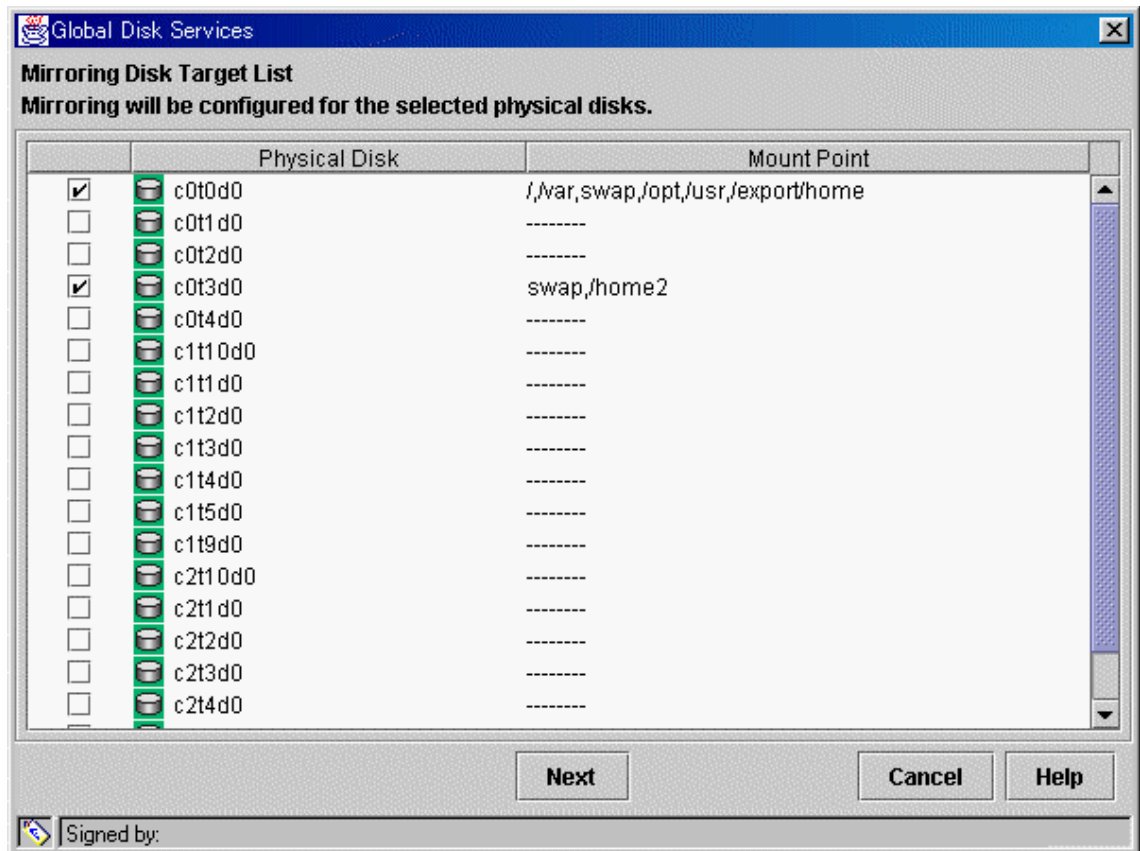 Global Disk Services
Mirroring Disk Target List
Mirroring will be configured for the selected physical disks.
Physical Disk Mount Point
c0t0d0 /,/var,swap,/opt,/usr,/export/home
c0t1d0 --------
c0t2d0 --------
c0t3d0 swap,/home2
c0t4d0 --------
c1t10d0 --------
c1t1d0 --------
c1t2d0 --------
c1t3d0 --------
c1t4d0 --------
c1t5d0 --------
c1t9d0 --------
c2t10d0 --------
c2t1d0 --------
c2t2d0 --------
c2t3d0 --------
c2t4d0 --------
Next Cancel Help
Signed by: